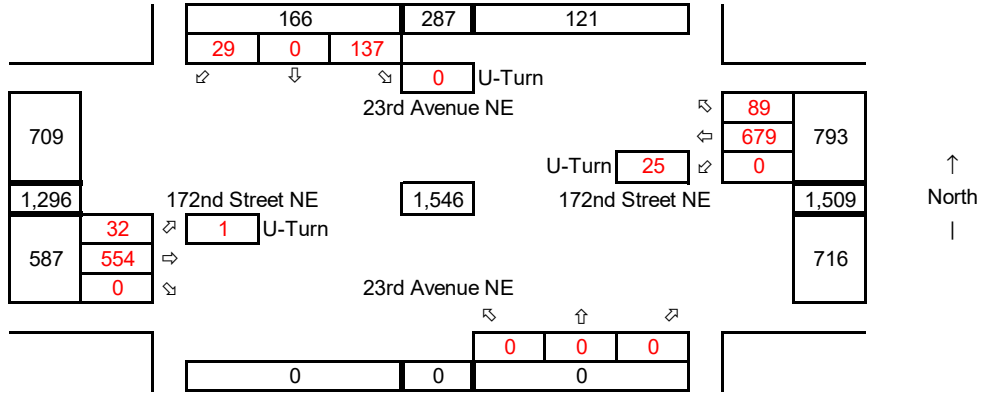 166 287 121
29 0 137
⬃ ⇩ ⬂ 0 U-Turn
23rd Avenue NE
⬁ 89
709 ⇦ 679 793
U-Turn 25 ⬃ 0
↑
1,296 172nd Street NE 1,546 172nd Street NE 1,509 North
32 ⬀ 1 U-Turn |
587 554 ⇨ 716
0 ⬂ 23rd Avenue NE
⬁ ⇧ ⬀
0 0 0
0 0 0